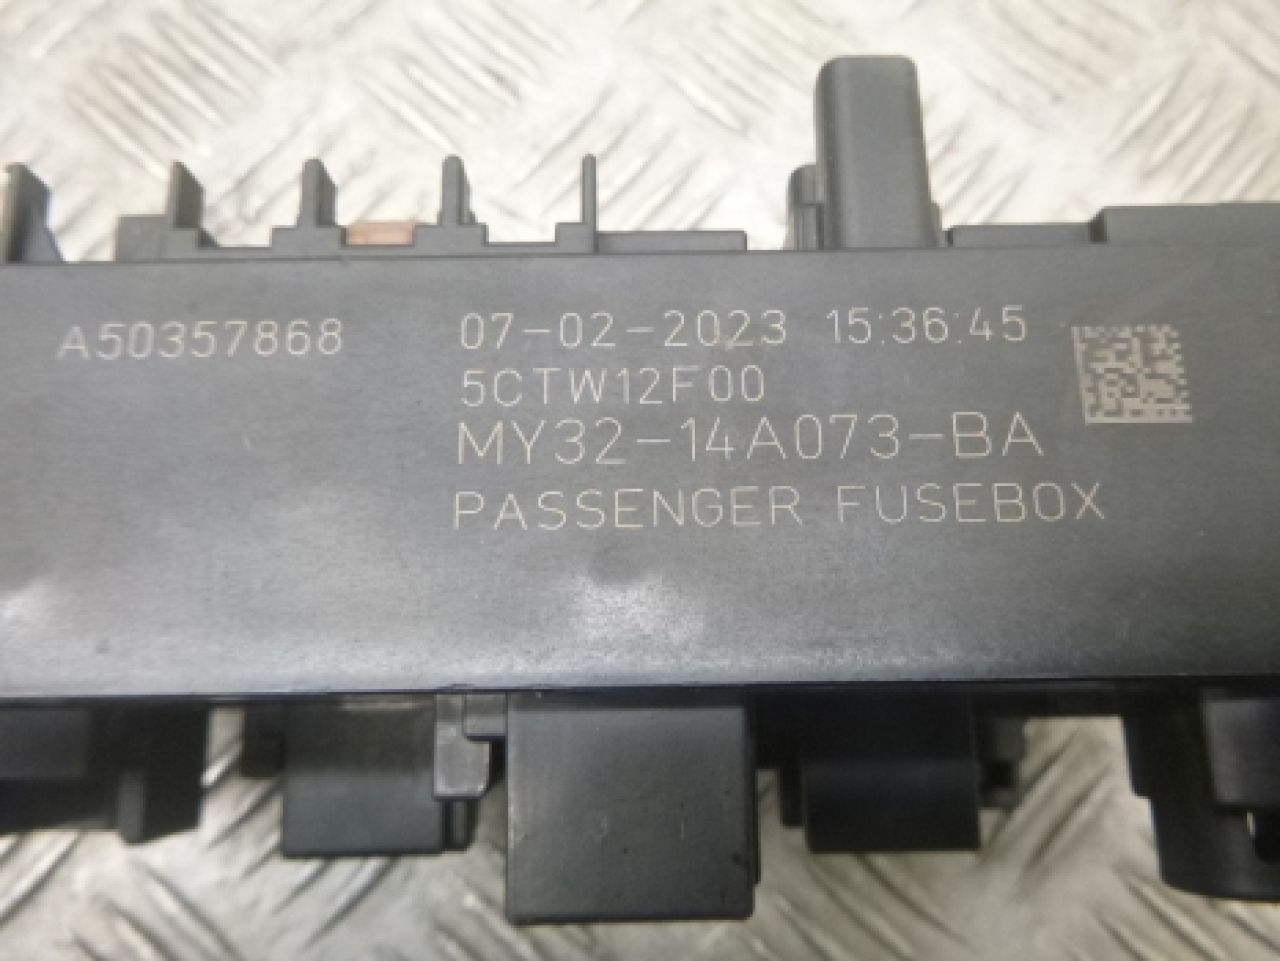 A50357868
07-02-2023 15:36:45
5CTW12F00
MY32-14A073-BA
PASSENGER FUSEBOX